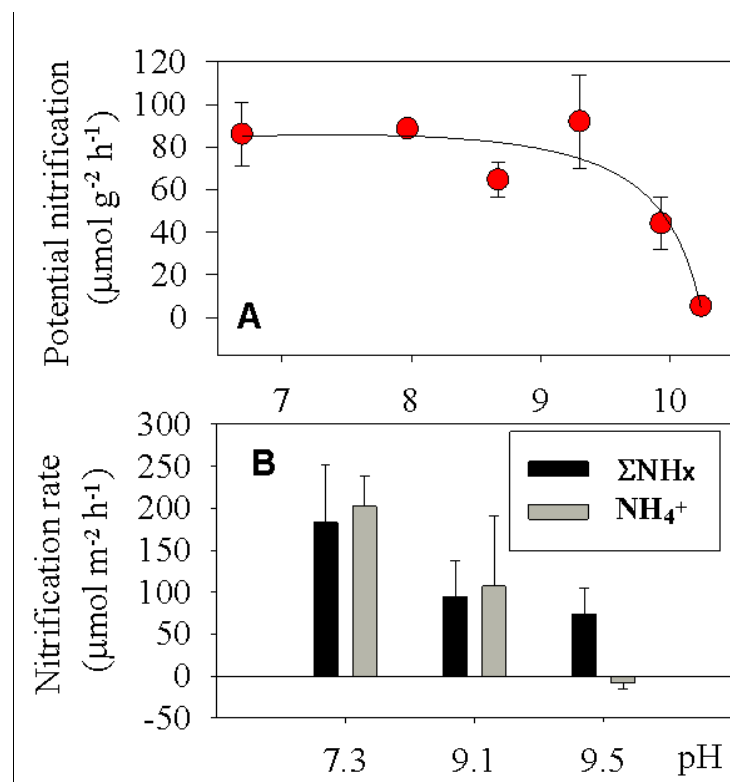 Potential nitrification
(µmol g⁻² h⁻¹)
120
100
80
60
40
20
0
A
7 8 9 10
Nitrification rate
(µmol m⁻² h⁻¹)
300
250
200
150
100
50
0
-50
B
ΣNHx
NH₄⁺
7.3 9.1 9.5 pH